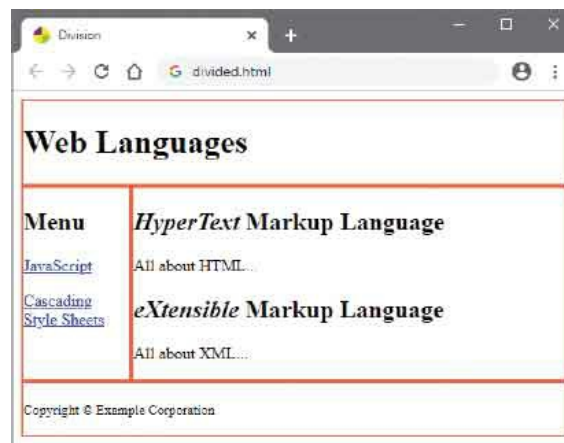 Division
divided.html
Web Languages
Menu
JavaScript
Cascading
Style Sheets
HyperText Markup Language
All about HTML...
eXtensible Markup Language
All about XML...
Copyright © Example Corporation